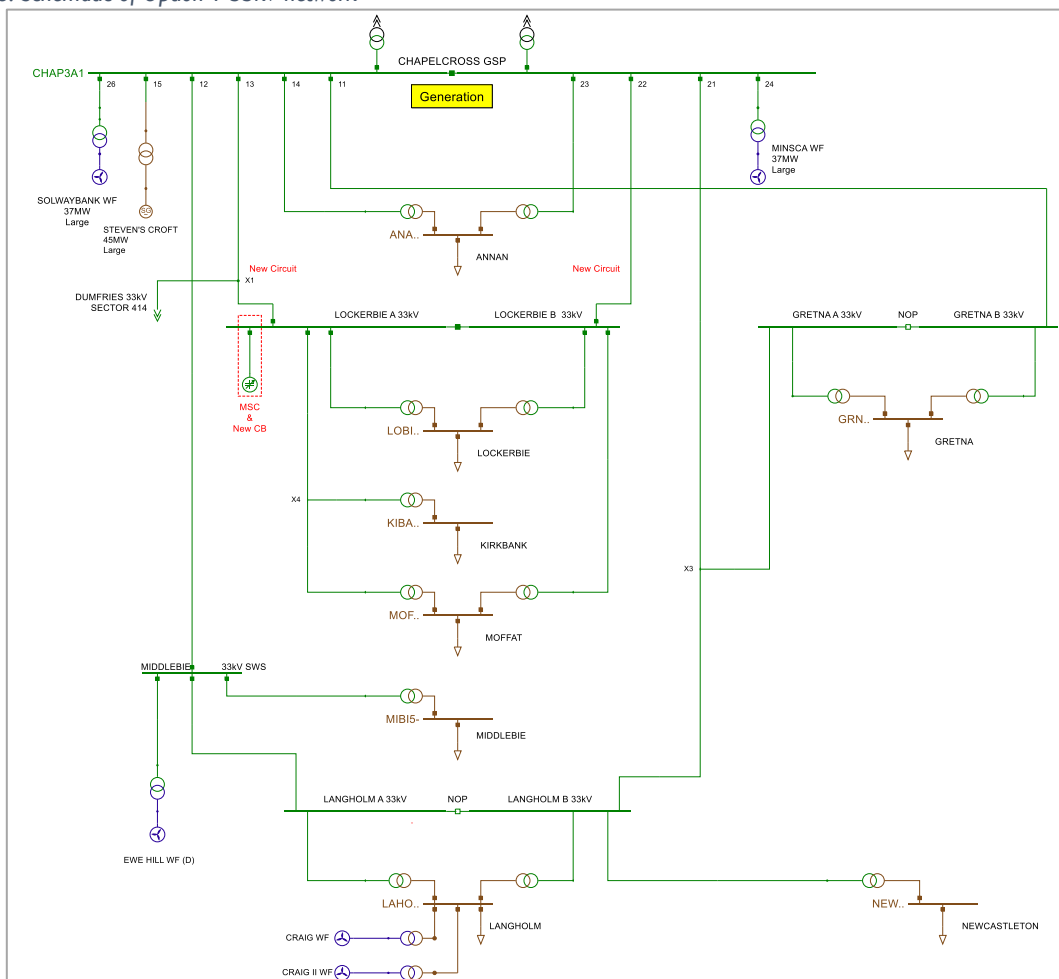 CHAPELCROSS GSP
CHAP3A1
26
15
12
13
14
11
23
22
21
24
Generation
SOLWAYBANK WF
37MW
Large
STEVEN'S CROFT
45MW
Large
SG
MINSCA WF
37MW
Large
ANA..
ANNAN
New Circuit
New Circuit
X1
DUMFRIES 33kV
SECTOR 414
LOCKERBIE A 33kV
LOCKERBIE B 33kV
GRETNA A 33kV
NOP
GRETNA B 33kV
MSC
&
New CB
LOBI..
LOCKERBIE
GRN..
GRETNA
X4
KIBA..
KIRKBANK
X3
MOF..
MOFFAT
MIDDLEBIE
33kV SWS
MIBI5-
MIDDLEBIE
LANGHOLM A 33kV
NOP
LANGHOLM B 33kV
EWE HILL WF (D)
LAHO..
LANGHOLM
NEW..
NEWCASTLETON
CRAIG WF
CRAIG II WF